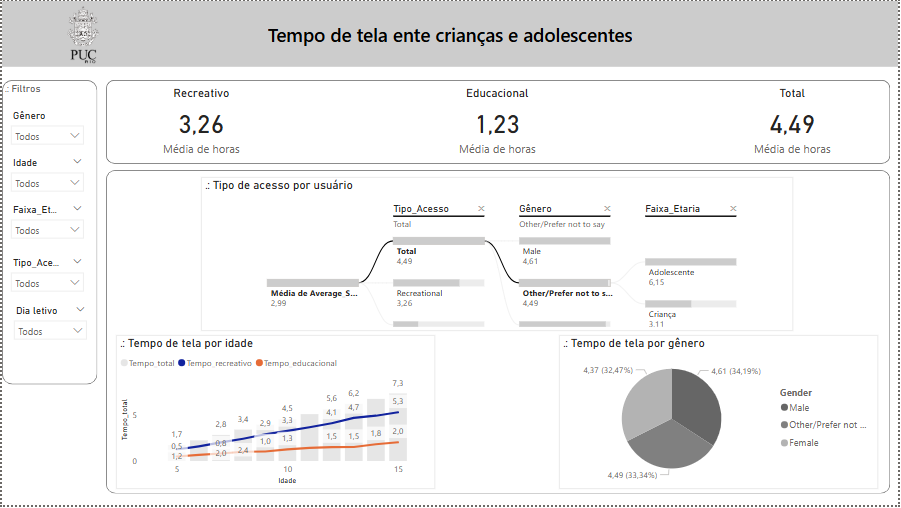 PUC
Tempo de tela ente crianças e adolescentes
.: Filtros
Gênero
Todos
Idade
Todos
Faixa_Et...
Todos
Tipo_Ace...
Todos
Dia letivo
Todos
Recreativo
3,26
Média de horas
Educacional
1,23
Média de horas
Total
4,49
Média de horas
.: Tipo de acesso por usuário
Tipo_Acesso
Total
Gênero
Other/Prefer not to say
Faixa_Etaria
Média de Average_S...
2,99
Total
4,49
Recreational
3,26
Male
4,61
Other/Prefer not to s...
4,49
Adolescente
6,15
Criança
3,11
.: Tempo de tela por idade
Tempo_total Tempo_recreativo Tempo_educacional
Tempo_total
5
0
1,7
0,5
1,2
2,8
0,8
2,0
3,4
2,4
2,9
1,0
4,5
3,3
1,3
5,6
4,1
1,5
6,2
4,7
1,5
1,8
7,3
5,3
2,0
5
10
15
Idade
.: Tempo de tela por gênero
4,37 (32,47%)
4,61 (34,19%)
4,49 (33,34%)
Gender
Male
Other/Prefer not ...
Female